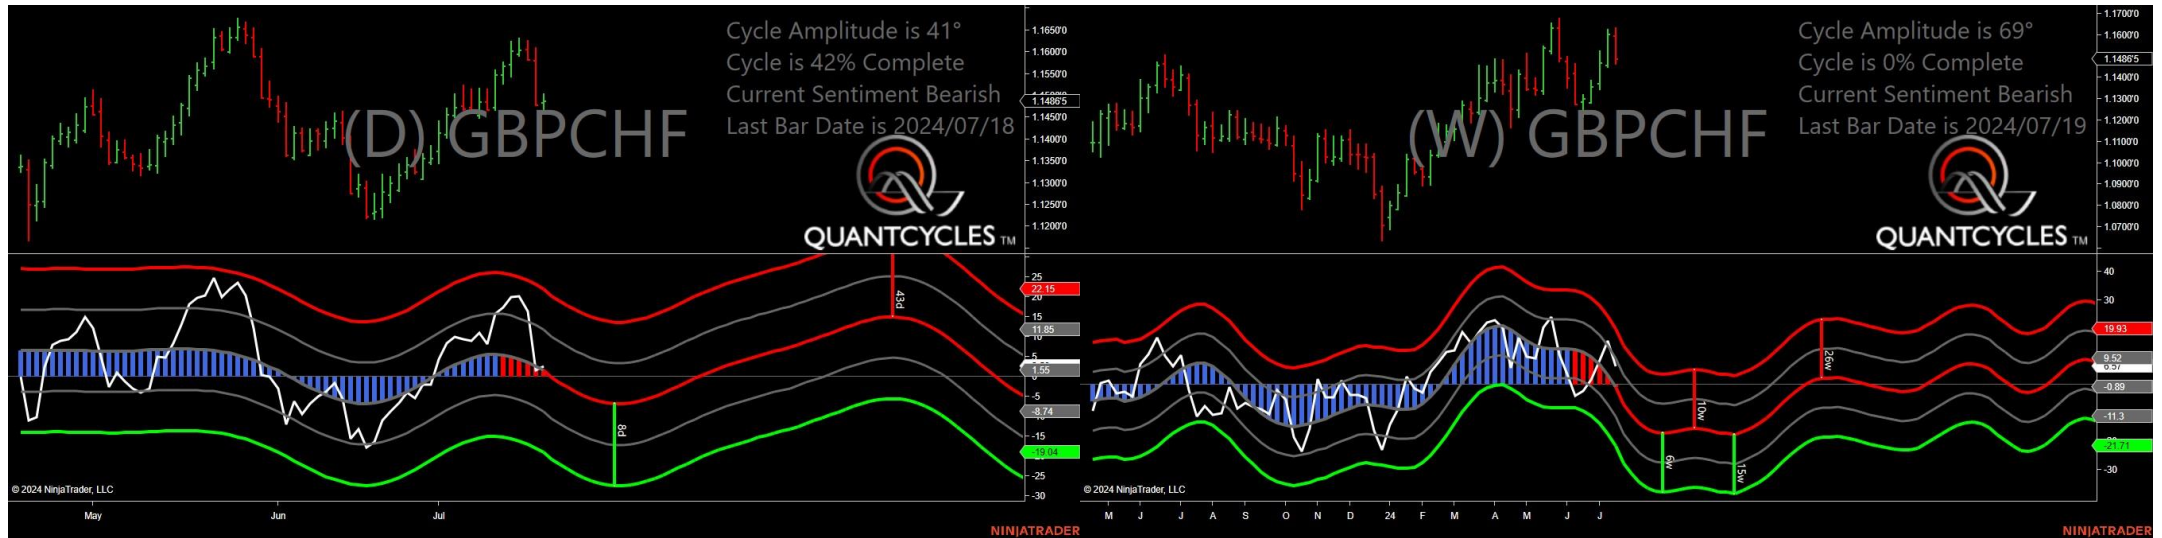 Cycle Amplitude is 41°
Cycle is 42% Complete
Current Sentiment Bearish
Last Bar Date is 2024/07/18
(D) GBPCHF
QUANTCYCLES TM
1.1650'0
1.1600'0
1.1550'0
1.1486'5
1.1400'0
1.1350'0
1.1300'0
1.1250'0
1.1200'0
25
22.15
20
15
11.85
10
5
1.55
0
-5
-8.74
-15
-19.04
-25
-30
43d
8d
© 2024 NinjaTrader, LLC
May
Jun
Jul
NINJATRADER
Cycle Amplitude is 69°
Cycle is 0% Complete
Current Sentiment Bearish
Last Bar Date is 2024/07/19
(W) GBPCHF
QUANTCYCLES TM
1.1700'0
1.1600'0
1.1486'5
1.1400'0
1.1300'0
1.1200'0
1.1100'0
1.1000'0
1.0900'0
1.0800'0
1.0700'0
40
30
19.93
9.52
6.57
-0.89
-11.3
-21.71
-30
26w
10w
6w
15w
© 2024 NinjaTrader, LLC
M
J
J
A
S
O
N
D
24
F
M
A
M
J
J
NINJATRADER